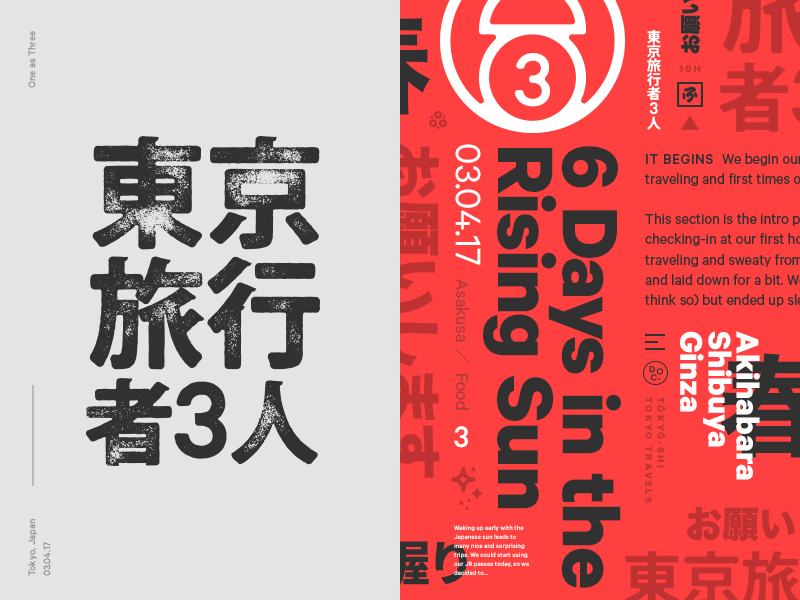 One as Three
東京
旅行
者3人
Tokyo, Japan
03.04.17
3
03.04.17
Asakusa / Food
3
6 Days in the
Rising Sun
お願いします
Waking up early with the
Japanese sun leads to
many nice and surprising
trips. We could start using
our JR passes today, so we
decided to...
握り
東京旅行者3人
10H
旅
者3
IT BEGINS We begin our
traveling and first times o
This section is the intro p
checking-in at our first ho
traveling and sweaty from
and laid down for a bit. W
think so) but ended up sle
Akihabara
Shibuya
Ginza
春
TŌKYŌ-SHI
TOKYO TRAVELS
お願い
東京旅